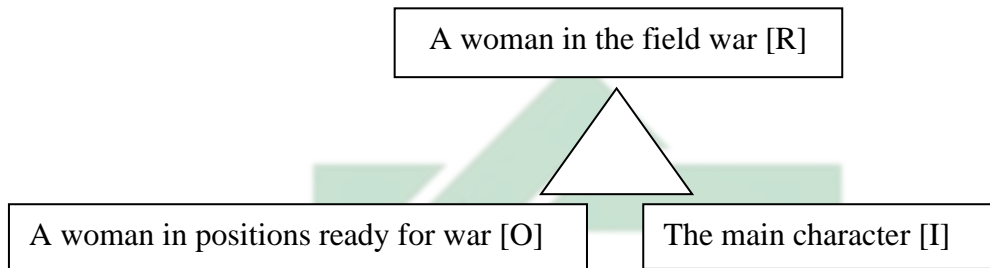 A woman in the field war [R]
A woman in positions ready for war [O]
The main character [I]